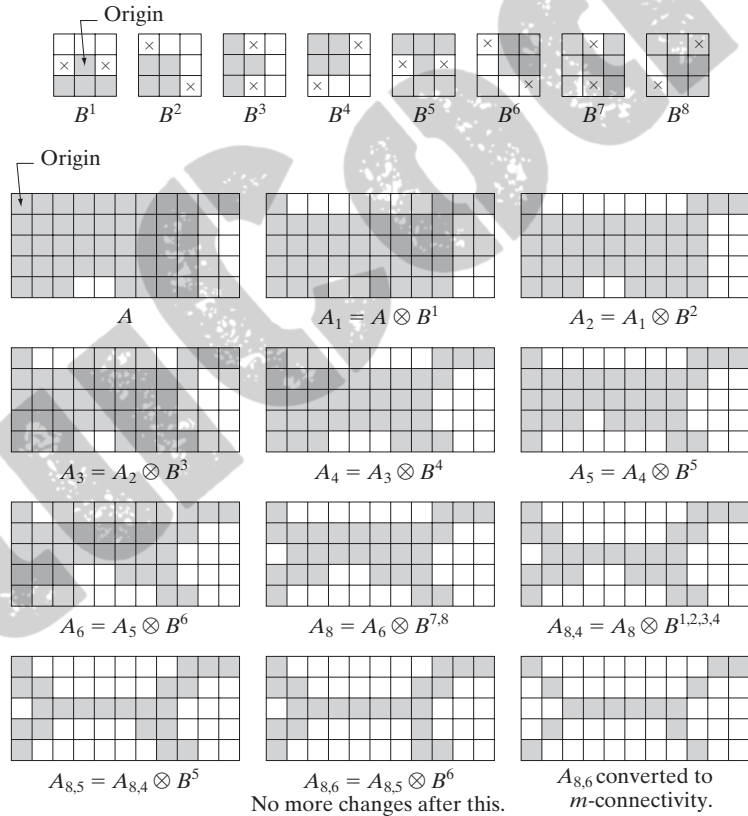 Origin
× × × × × × × × × × × × × × × ×
B¹ B² B³ B⁴ B⁵ B⁶ B⁷ B⁸
Origin
A A₁ = A ⊗ B¹ A₂ = A₁ ⊗ B²
A₃ = A₂ ⊗ B³ A₄ = A₃ ⊗ B⁴ A₅ = A₄ ⊗ B⁵
A₆ = A₅ ⊗ B⁶ A₈ = A₆ ⊗ B⁷,⁸ A₈,₄ = A₈ ⊗ B¹,²,³,⁴
A₈,₅ = A₈,₄ ⊗ B⁵ A₈,₆ = A₈,₅ ⊗ B⁶ A₈,₆ converted to
No more changes after this. m-connectivity.